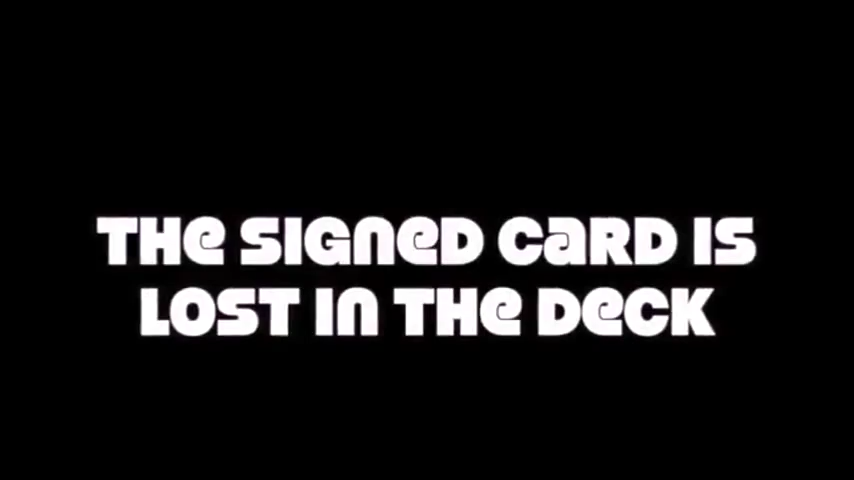 THE SIGNED CARD IS
LOST IN THE DECK